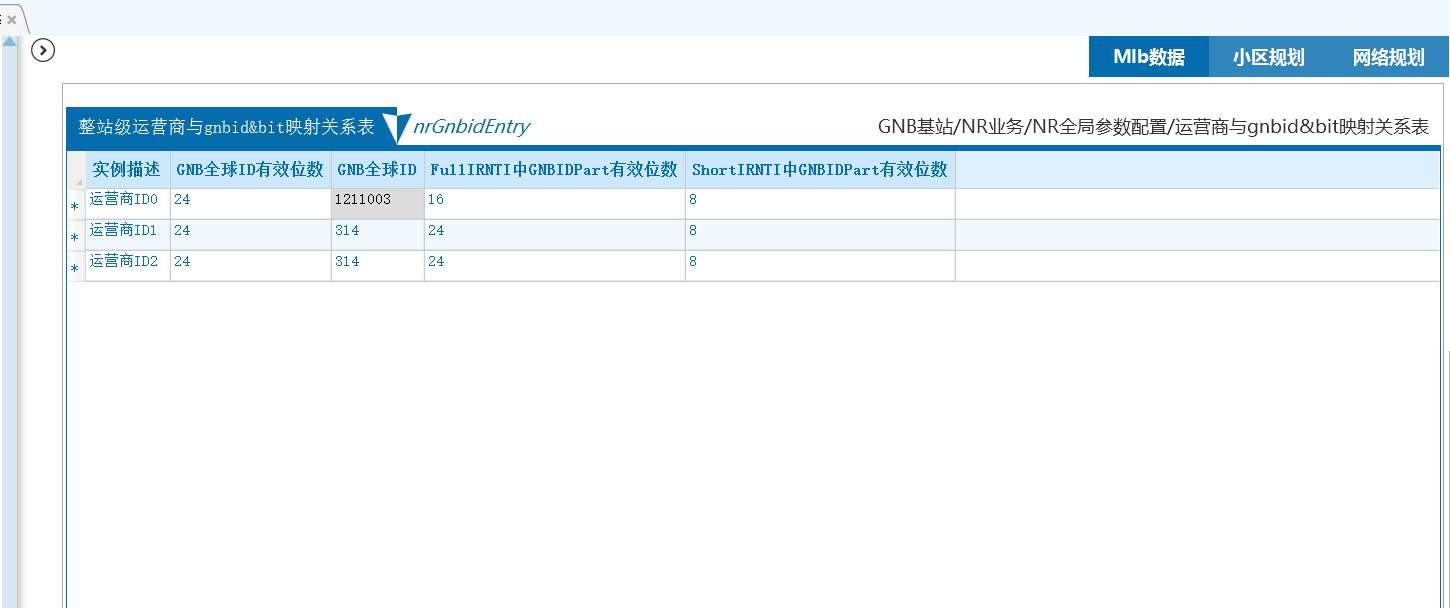 MIb数据 小区规划 网络规划
整站级运营商与gnbid&bit映射关系表 nrGnbidEntry GNB基站/NR业务/NR全局参数配置/运营商与gnbid&bit映射关系表
实例描述 GNB全球ID有效位数 GNB全球ID FullIRNTI中GNBIDPart有效位数 ShortIRNTI中GNBIDPart有效位数
* 运营商ID0 24 1211003 16 8
* 运营商ID1 24 314 24 8
* 运营商ID2 24 314 24 8